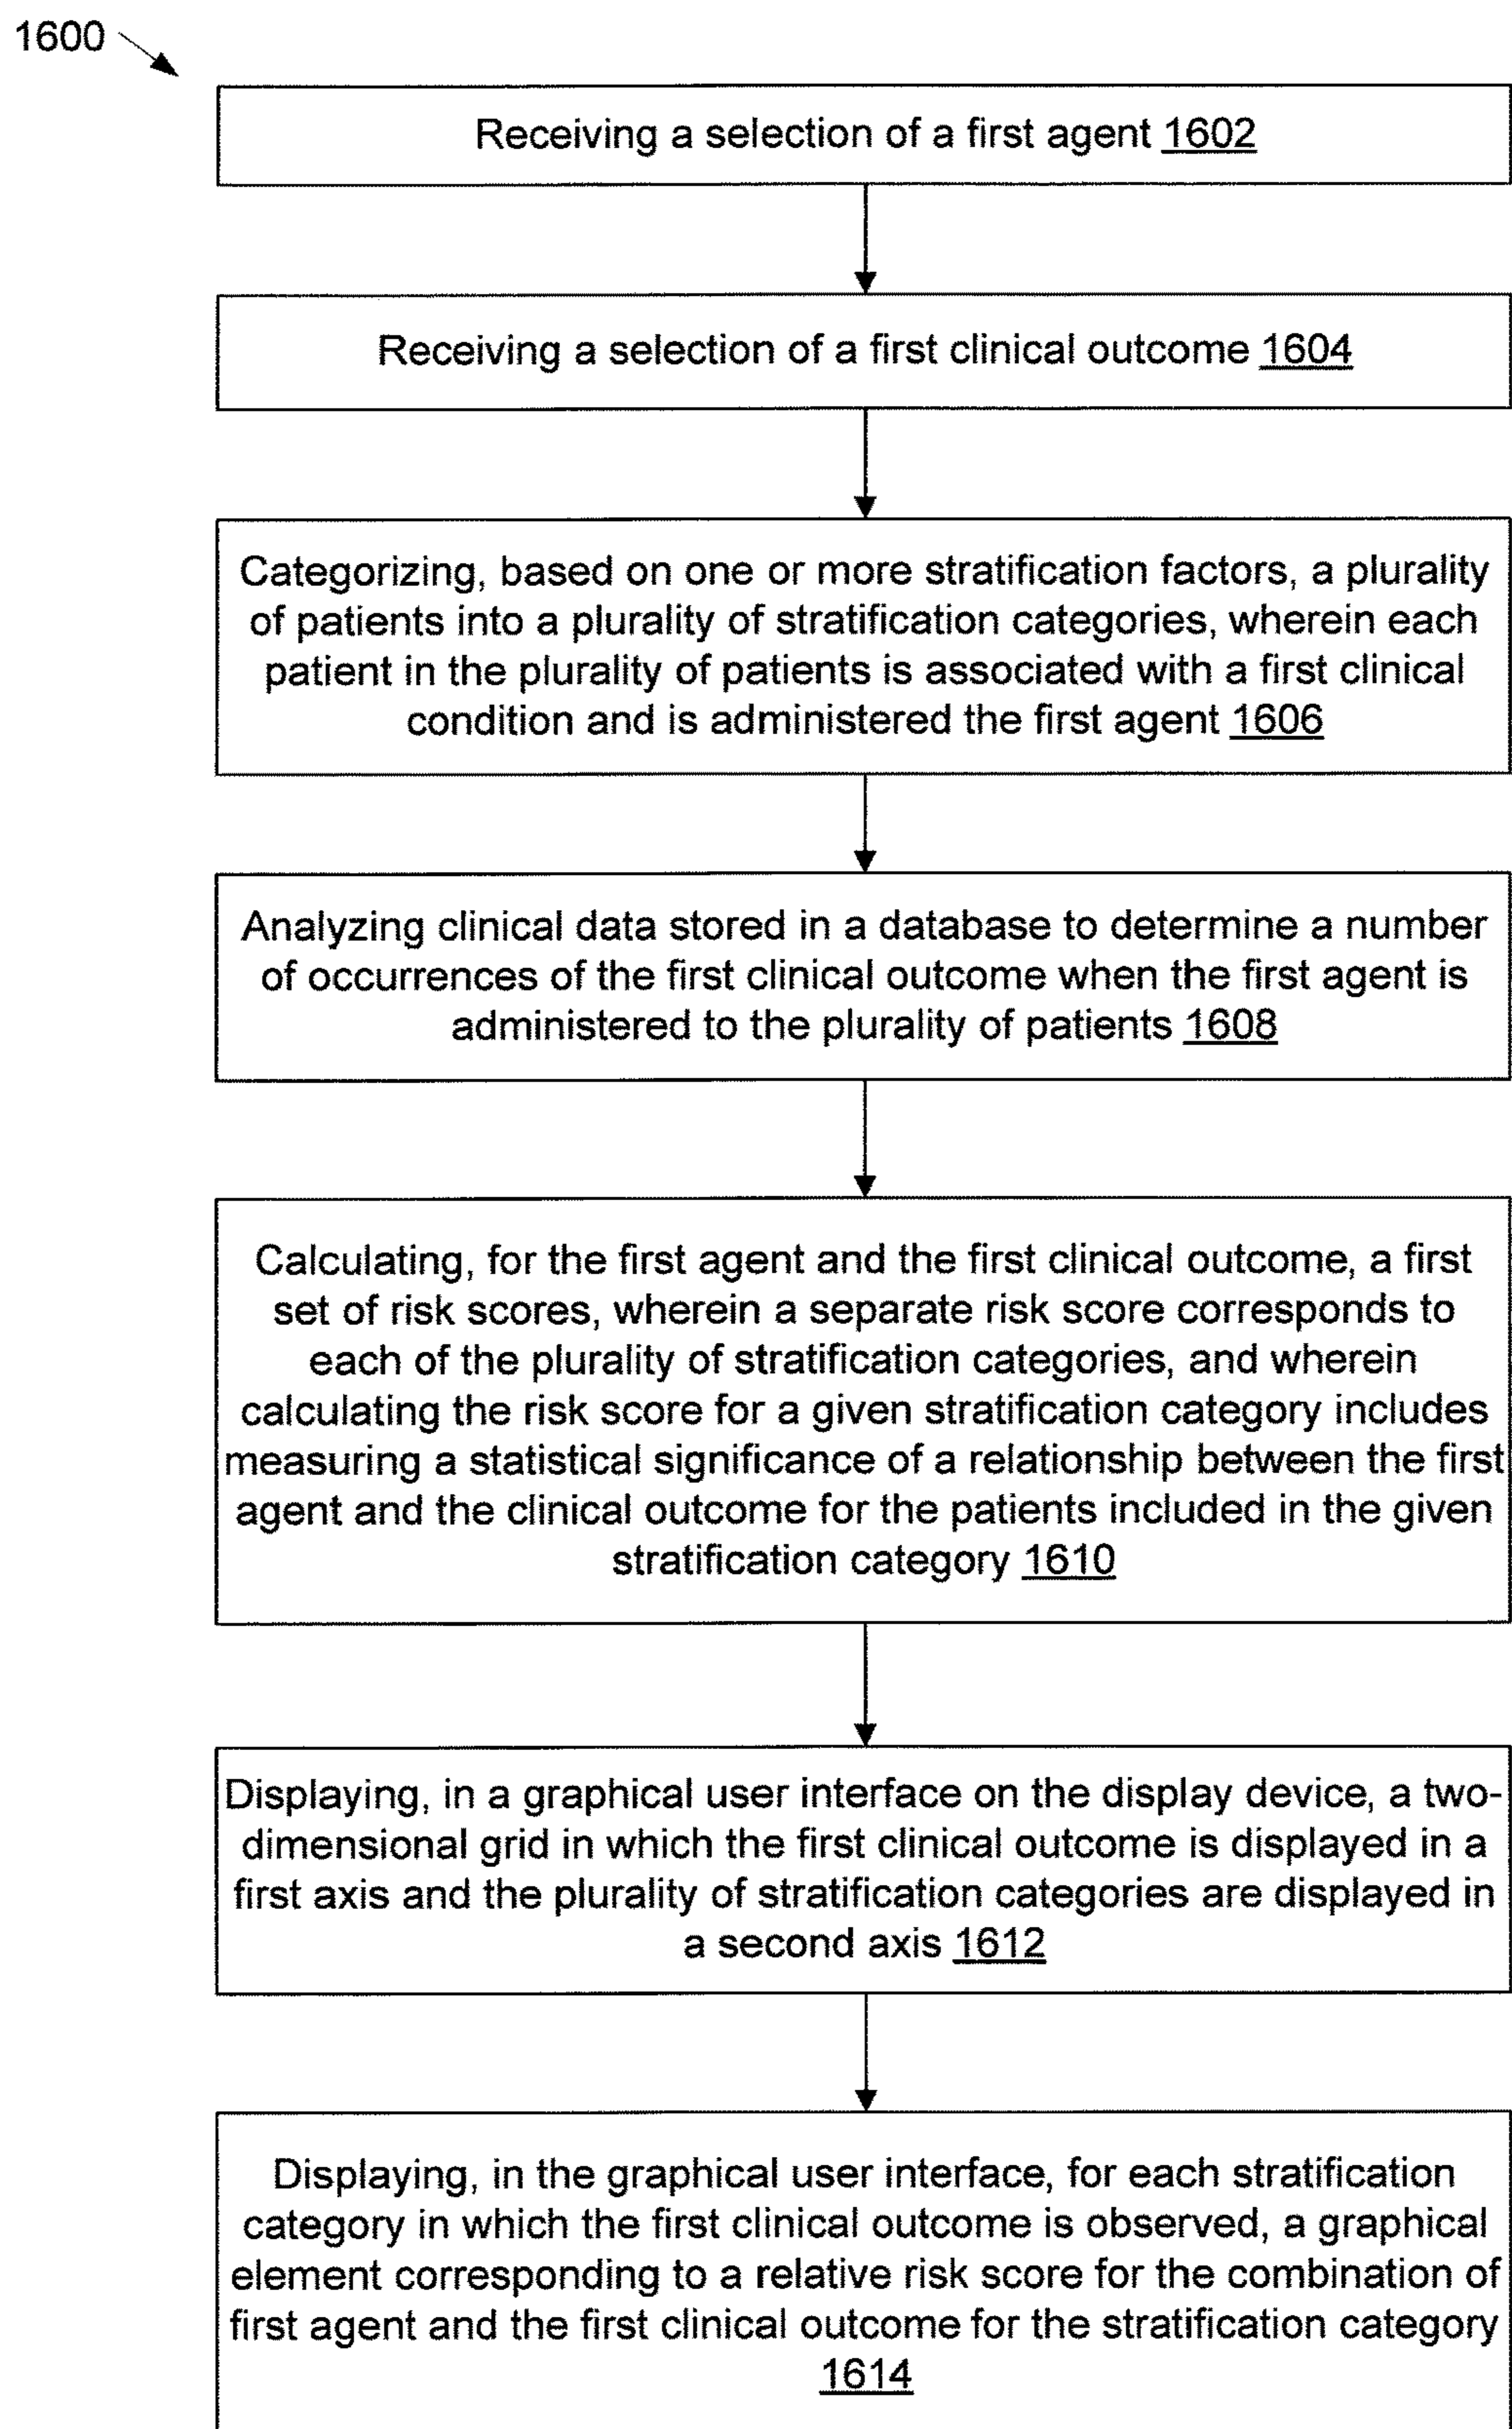 1600
Receiving a selection of a first agent 1602
Receiving a selection of a first clinical outcome 1604
Categorizing, based on one or more stratification factors, a plurality
of patients into a plurality of stratification categories, wherein each
patient in the plurality of patients is associated with a first clinical
condition and is administered the first agent 1606
Analyzing clinical data stored in a database to determine a number
of occurrences of the first clinical outcome when the first agent is
administered to the plurality of patients 1608
Calculating, for the first agent and the first clinical outcome, a first
set of risk scores, wherein a separate risk score corresponds to
each of the plurality of stratification categories, and wherein
calculating the risk score for a given stratification category includes
measuring a statistical significance of a relationship between the first
agent and the clinical outcome for the patients included in the given
stratification category 1610
Displaying, in a graphical user interface on the display device, a two-
dimensional grid in which the first clinical outcome is displayed in a
first axis and the plurality of stratification categories are displayed in
a second axis 1612
Displaying, in the graphical user interface, for each stratification
category in which the first clinical outcome is observed, a graphical
element corresponding to a relative risk score for the combination of
first agent and the first clinical outcome for the stratification category
1614